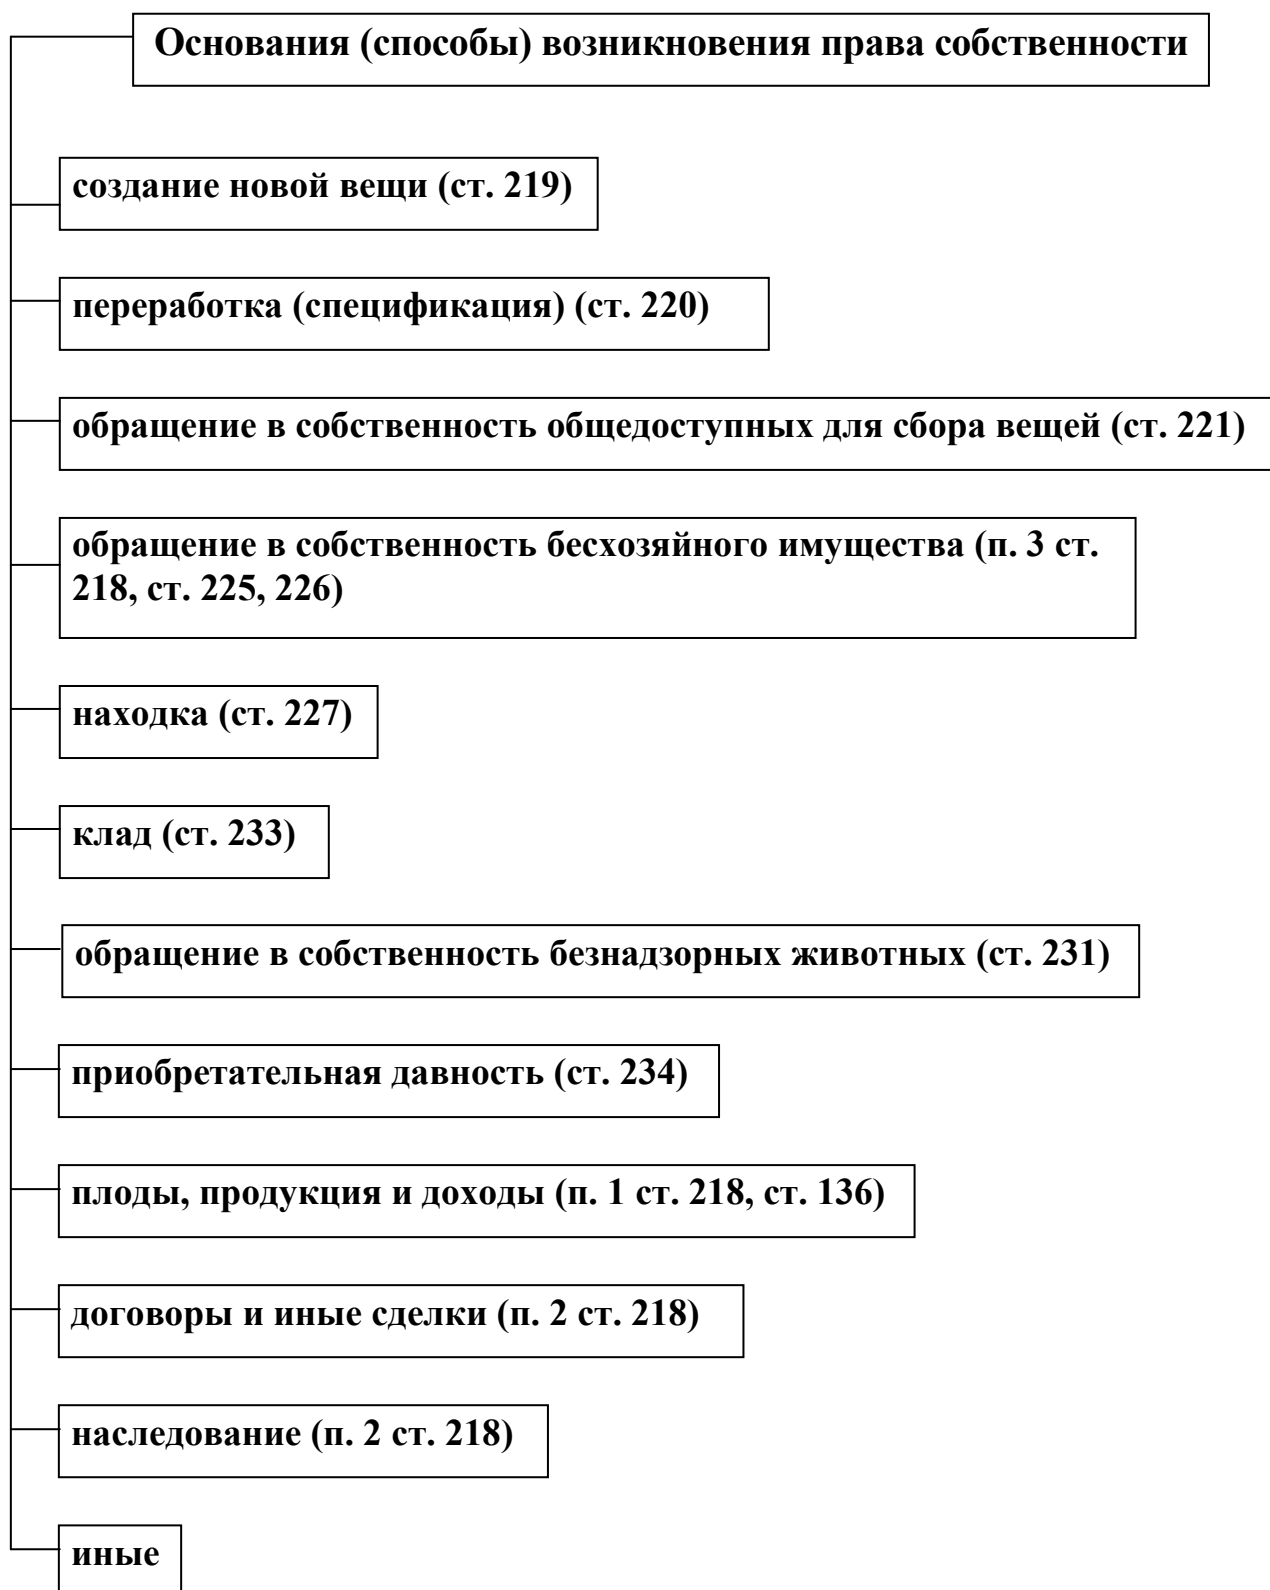 Основания (способы) возникновения права собственности
создание новой вещи (ст. 219)
переработка (спецификация) (ст. 220)
обращение в собственность общедоступных для сбора вещей (ст. 221)
обращение в собственность бесхозяйного имущества (п. 3 ст.
218, ст. 225, 226)
находка (ст. 227)
клад (ст. 233)
обращение в собственность безнадзорных животных (ст. 231)
приобретательная давность (ст. 234)
плоды, продукция и доходы (п. 1 ст. 218, ст. 136)
договоры и иные сделки (п. 2 ст. 218)
наследование (п. 2 ст. 218)
иные